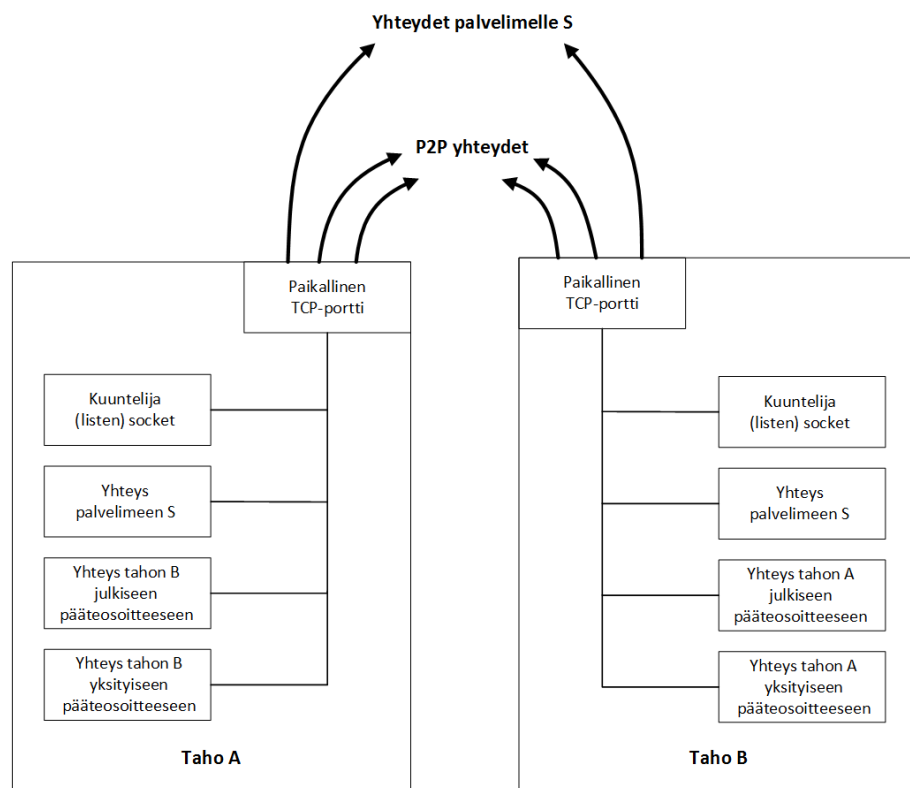 Yhteydet palvelimelle S
P2P yhteydet
Paikallinen
TCP-portti
Kuuntelija
(listen) socket
Yhteys
palvelimeen S
Yhteys tahon B
julkiseen
pääteosoitteeseen
Yhteys tahon B
yksityiseen
pääteosoitteeseen
Taho A
Paikallinen
TCP-portti
Kuuntelija
(listen) socket
Yhteys
palvelimeen S
Yhteys tahon A
julkiseen
pääteosoitteeseen
Yhteys tahon A
yksityiseen
pääteosoitteeseen
Taho B